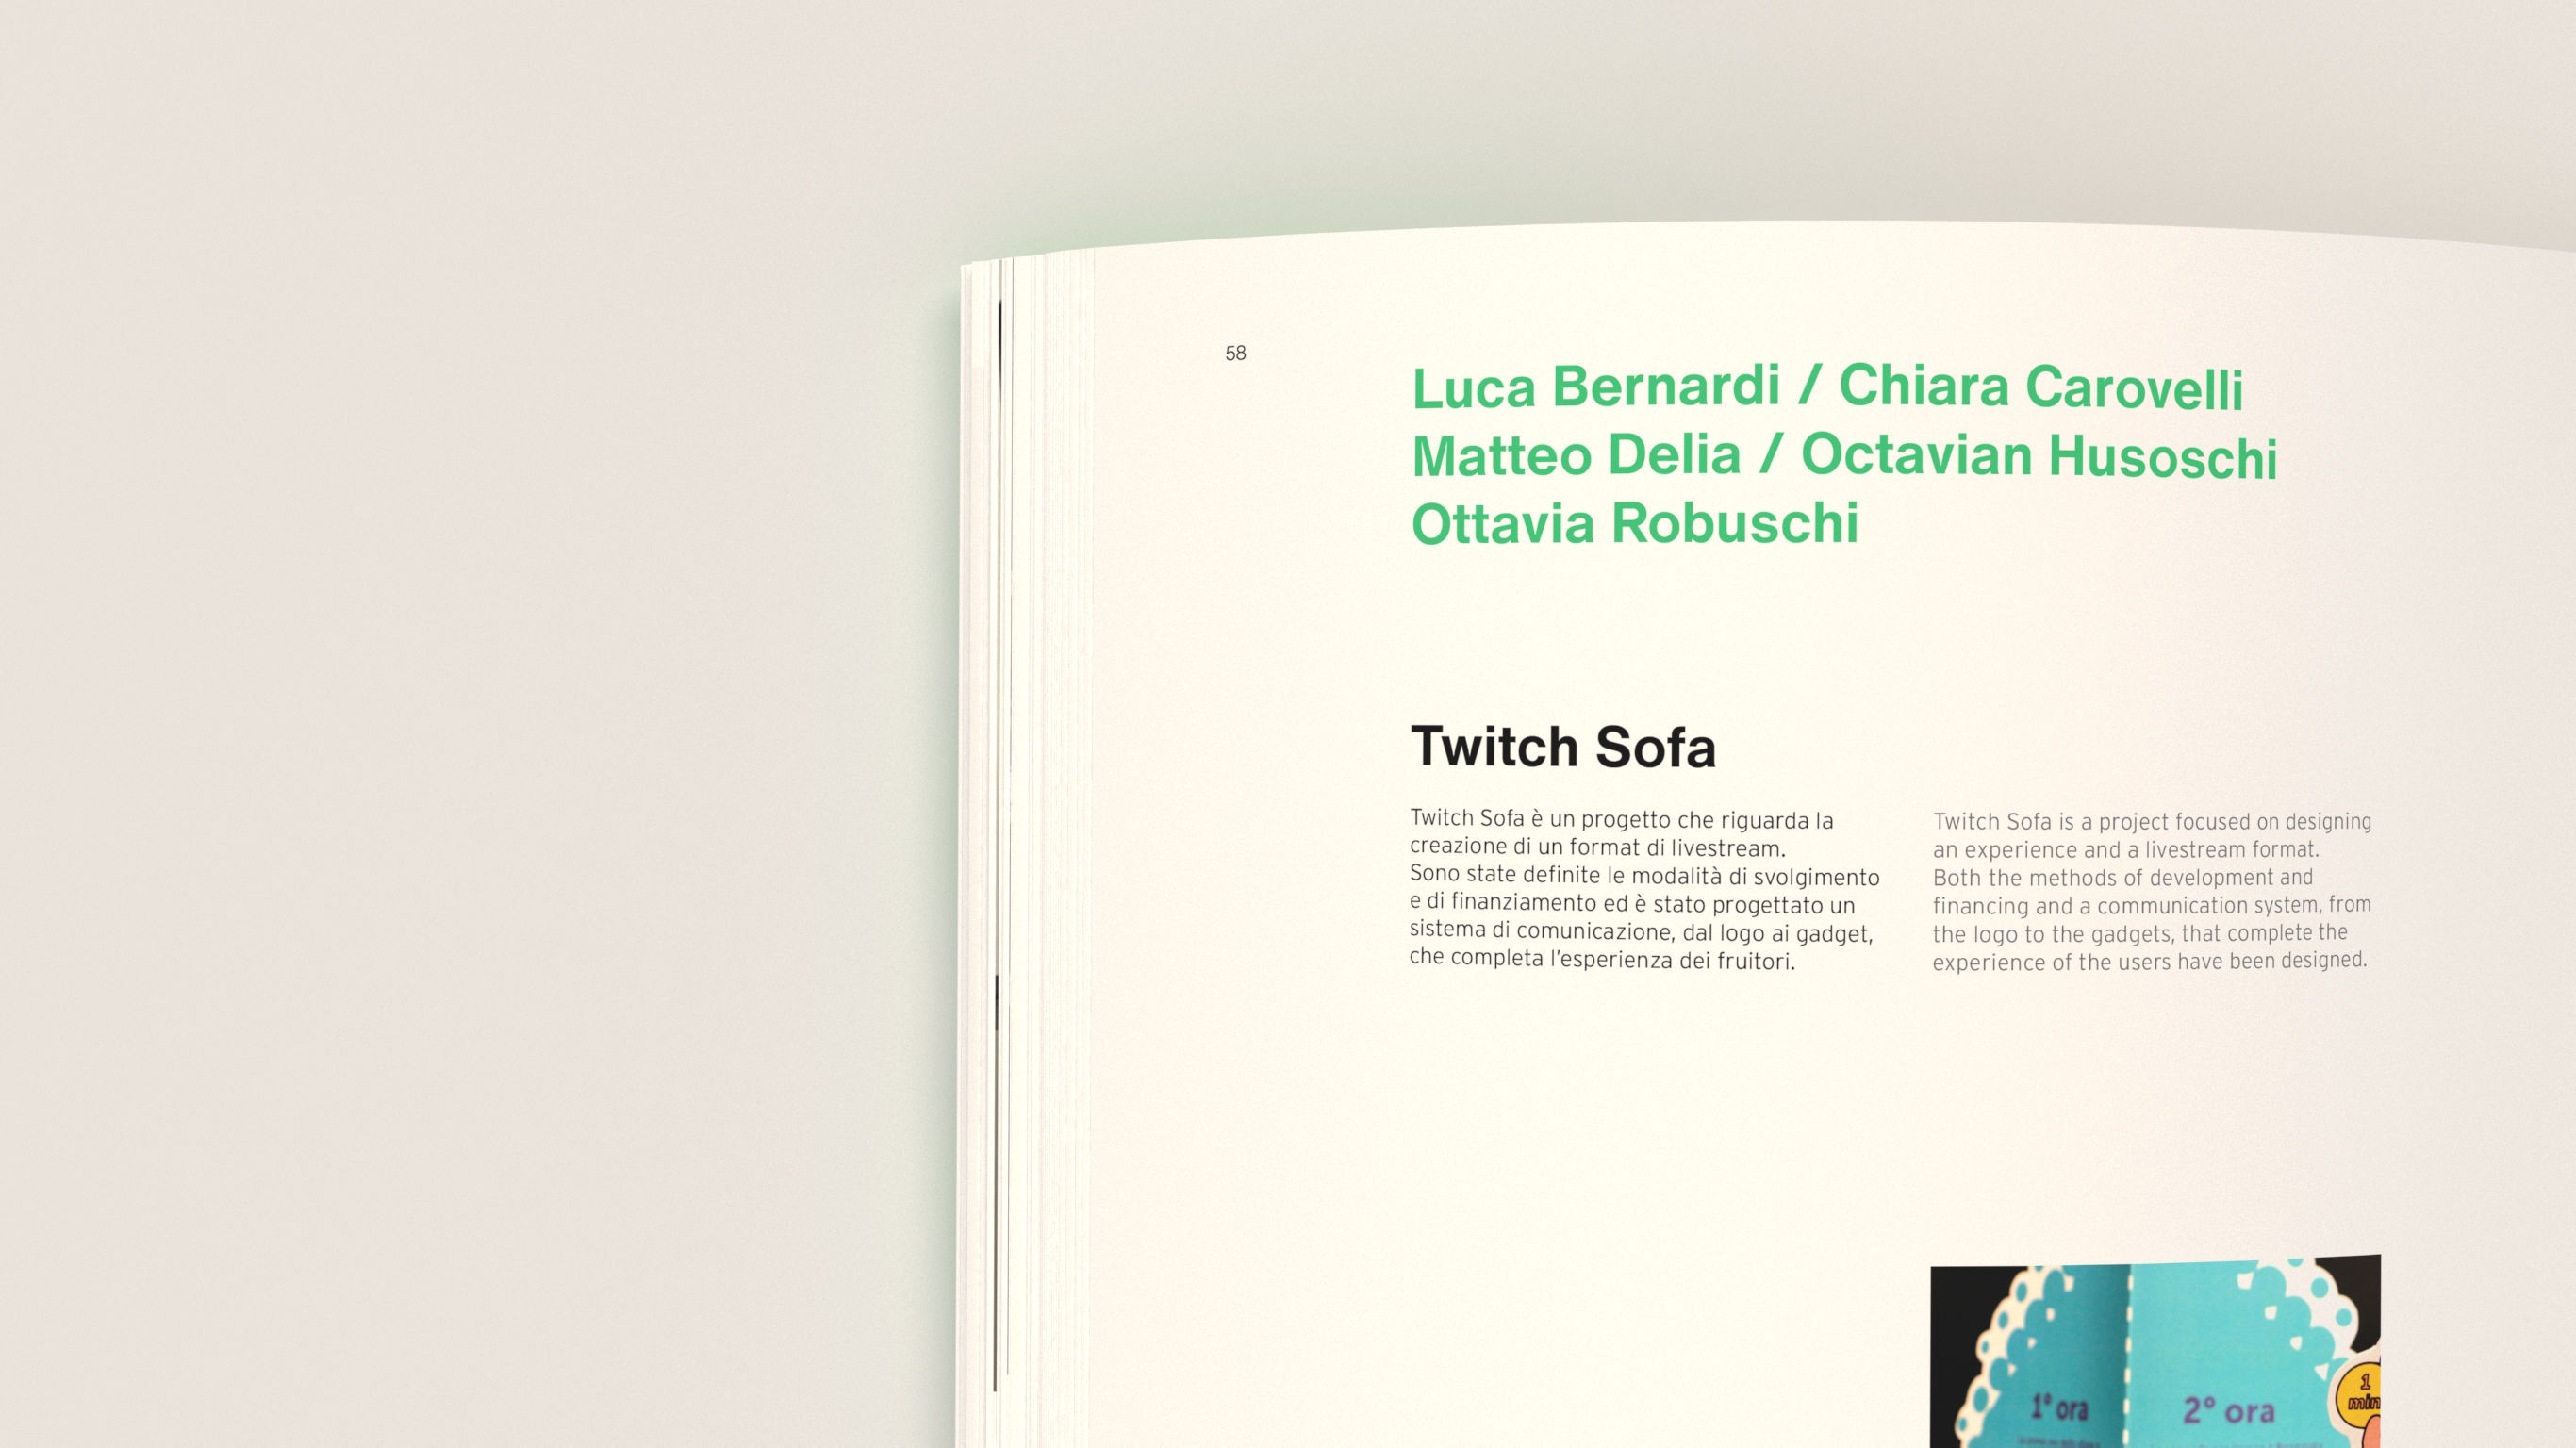 58
Luca Bernardi / Chiara Carovelli
Matteo Delia / Octavian Husoschi
Ottavia Robuschi
Twitch Sofa
Twitch Sofa è un progetto che riguarda la
creazione di un format di livestream.
Sono state definite le modalità di svolgimento
e di finanziamento ed è stato progettato un
sistema di comunicazione, dal logo ai gadget,
che completa l'esperienza dei fruitori.
Twitch Sofa is a project focused on designing
an experience and a livestream format.
Both the methods of development and
financing and a communication system, from
the logo to the gadgets, that complete the
experience of the users have been designed.
1
min
1° ora
2° ora